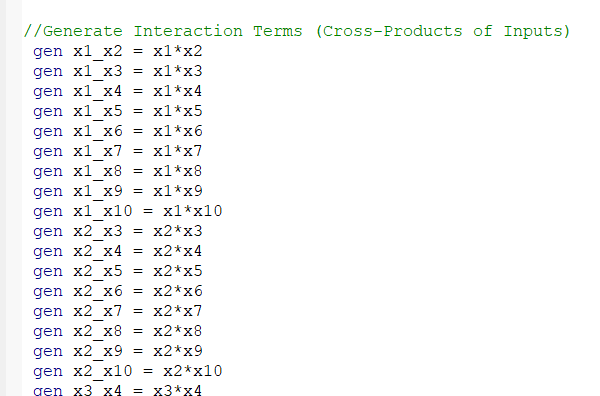 //Generate Interaction Terms (Cross-Products of Inputs)
gen x1_x2 = x1*x2
gen x1_x3 = x1*x3
gen x1_x4 = x1*x4
gen x1_x5 = x1*x5
gen x1_x6 = x1*x6
gen x1_x7 = x1*x7
gen x1_x8 = x1*x8
gen x1_x9 = x1*x9
gen x1_x10 = x1*x10
gen x2_x3 = x2*x3
gen x2_x4 = x2*x4
gen x2_x5 = x2*x5
gen x2_x6 = x2*x6
gen x2_x7 = x2*x7
gen x2_x8 = x2*x8
gen x2_x9 = x2*x9
gen x2_x10 = x2*x10
gen x3_x4 = x3*x4